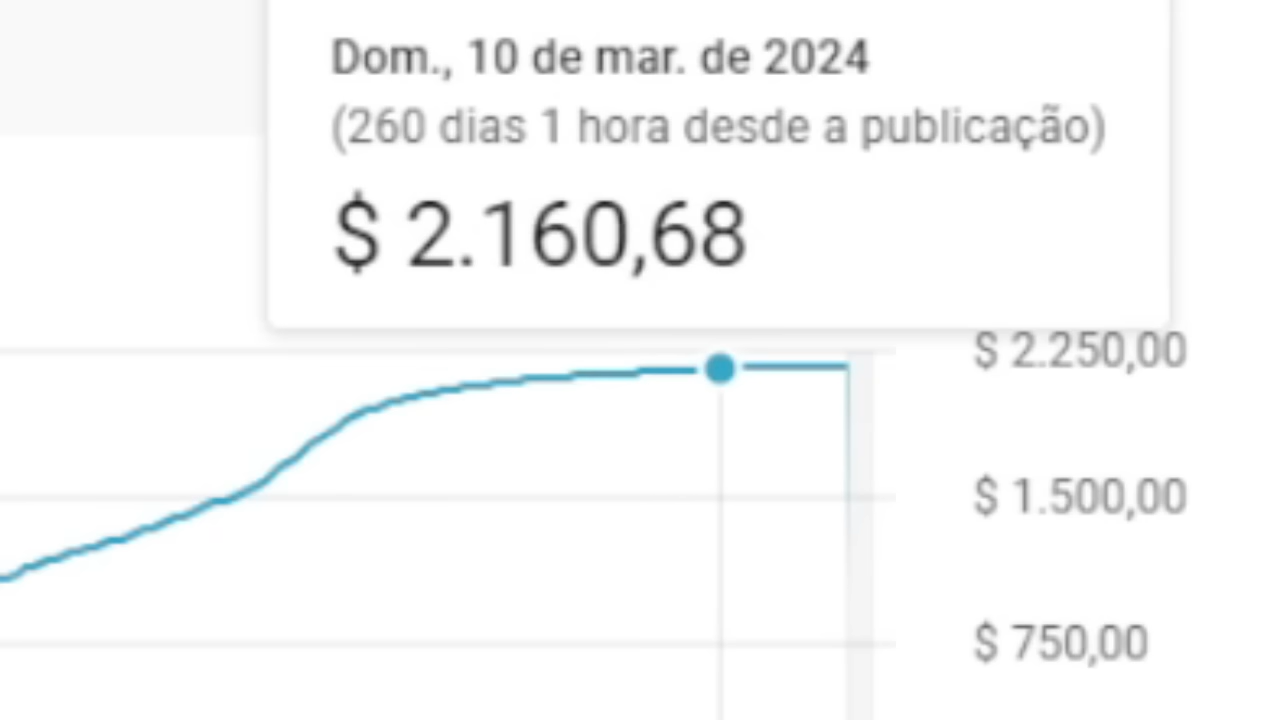 Dom., 10 de mar. de 2024
(260 dias 1 hora desde a publicação)
$ 2.160,68
$ 2.250,00
$ 1.500,00
$ 750,00